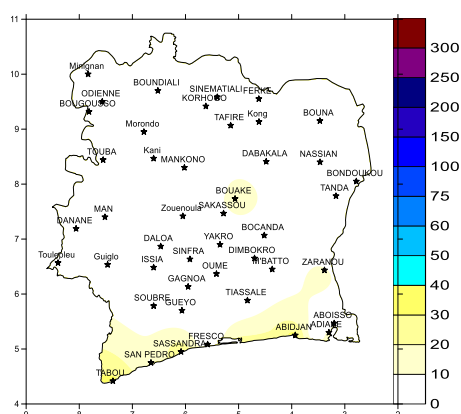 11
10
9
8
7
6
5
4
Minignan
ODIENNE
BOUGOUSSO
BOUNDIALI
SINEMATIALI
FERKE
KORHOGO
TAFIRE
Kong
BOUNA
Morondo
TOUBA
Kani
MANKONO
DABAKALA
NASSIAN
BONDOUKOU
TANDA
BOUAKE
SAKASSOU
MAN
Zouenoula
DANANE
BOCANDA
DALOA
YAKRO
DIMBOKRO
Toulepleu
Guiglo
ISSIA
SINFRA
OUME
M'BATTO
ZARANOU
GAGNOA
SOUBRE
GUEYO
TIASSALE
ABOISSO
ADIAKE
ABIDJAN
FRESCO
SASSANDRA
SAN PEDRO
TABOU
300
250
200
150
100
75
60
50
40
30
20
10
0